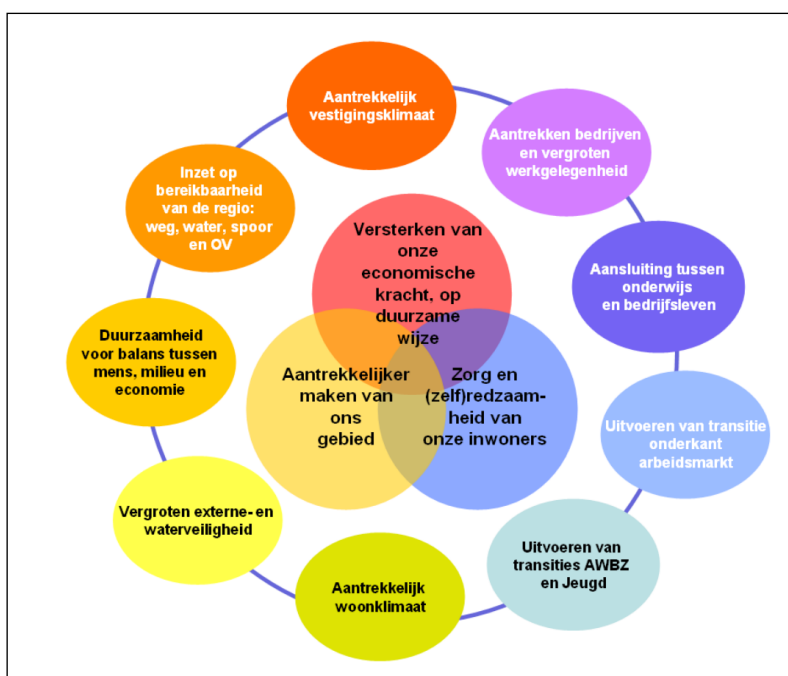 Aantrekkelijk
vestigingsklimaat
Aantrekken bedrijven
en vergroten
werkgelegenheid
Inzet op
bereikbaarheid
van de regio:
weg, water, spoor
en OV
Versterken van
onze
economische
kracht, op
duurzame
wijze
Aansluiting tussen
onderwijs
en bedrijfsleven
Duurzaamheid
voor balans tussen
mens, milieu en
economie
Aantrekkelijker
maken van
ons
gebied
Zorg en
(zelf)redzaam-
heid van
onze inwoners
Uitvoeren van transitie
onderkant
arbeidsmarkt
Vergroten externe- en
waterveiligheid
Uitvoeren van
transities AWBZ
en Jeugd
Aantrekkelijk
woonklimaat